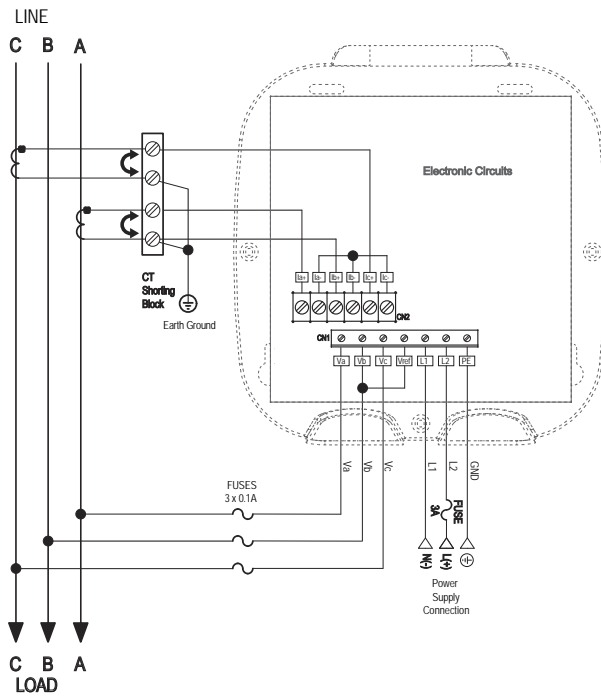 LINE
C B A
Electronic Circuits
CT
Shorting
Block
Earth Ground
Ia+ Ia- Ib+ Ib- Ic+ Ic-
CN2
CN1
Va Vb Vc Vref L1 L2 PE
Va Vb Vc L1 L2 GND
FUSES
3 x 0.1A
FUSE
3A
N(-) L(+)
Power
Supply
Connection
C B A
LOAD